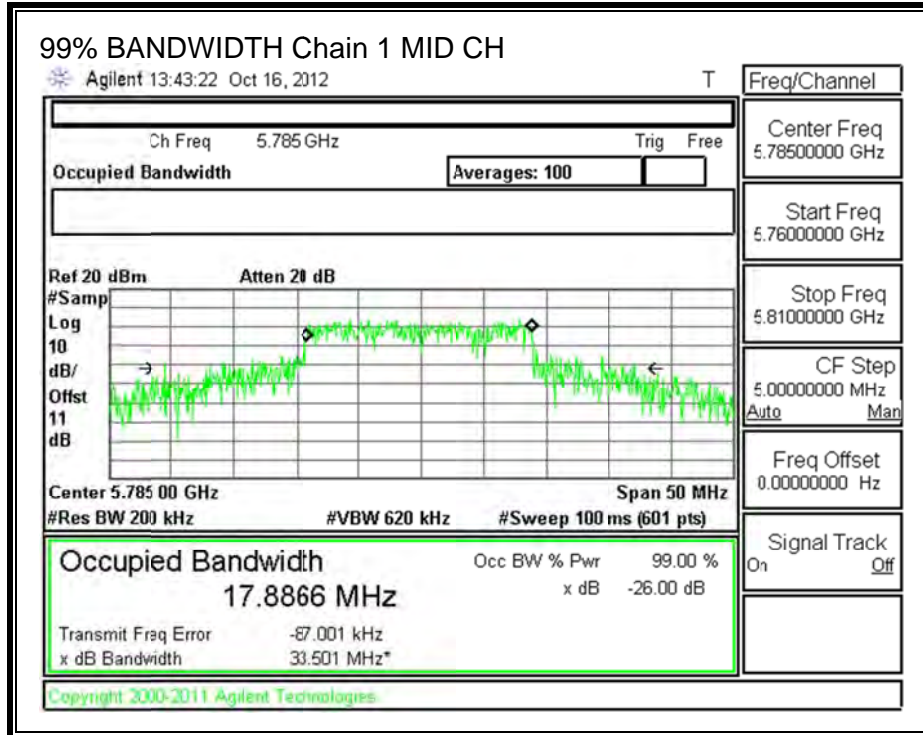 99% BANDWIDTH Chain 1 MID CH
Agilent 13:43:22 Oct 16, 2012 T
Ch Freq 5.785 GHz Trig Free
Occupied Bandwidth Averages: 100
Ref 20 dBm Atten 20 dB
#Samp
Log
10
dB/
Offst
11
dB
Center 5.785 00 GHz Span 50 MHz
#Res BW 200 kHz #VBW 620 kHz #Sweep 100 ms (601 pts)
Occupied Bandwidth Occ BW % Pwr 99.00 %
17.8866 MHz x dB -26.00 dB
Transmit Freq Error -87.001 kHz
x dB Bandwidth 33.501 MHz*
Copyright 2000-2011 Agilent Technologies
Freq/Channel
Center Freq
5.78500000 GHz
Start Freq
5.76000000 GHz
Stop Freq
5.81000000 GHz
CF Step
5.00000000 MHz
Auto Man
Freq Offset
0.00000000 Hz
Signal Track
On Off